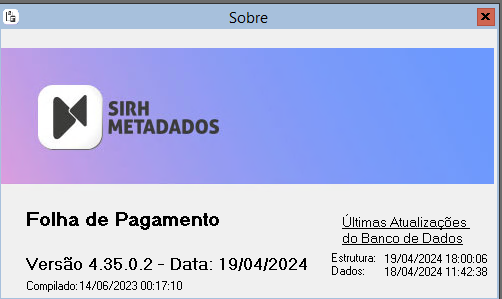 Sobre
SIRH
METADADOS
Folha de Pagamento
Últimas Atualizações
do Banco de Dados
Versão 4.35.0.2 - Data: 19/04/2024
Estrutura: 19/04/2024 18:00:06
Dados: 18/04/2024 11:42:38
Compilado: 14/06/2023 00:17:10